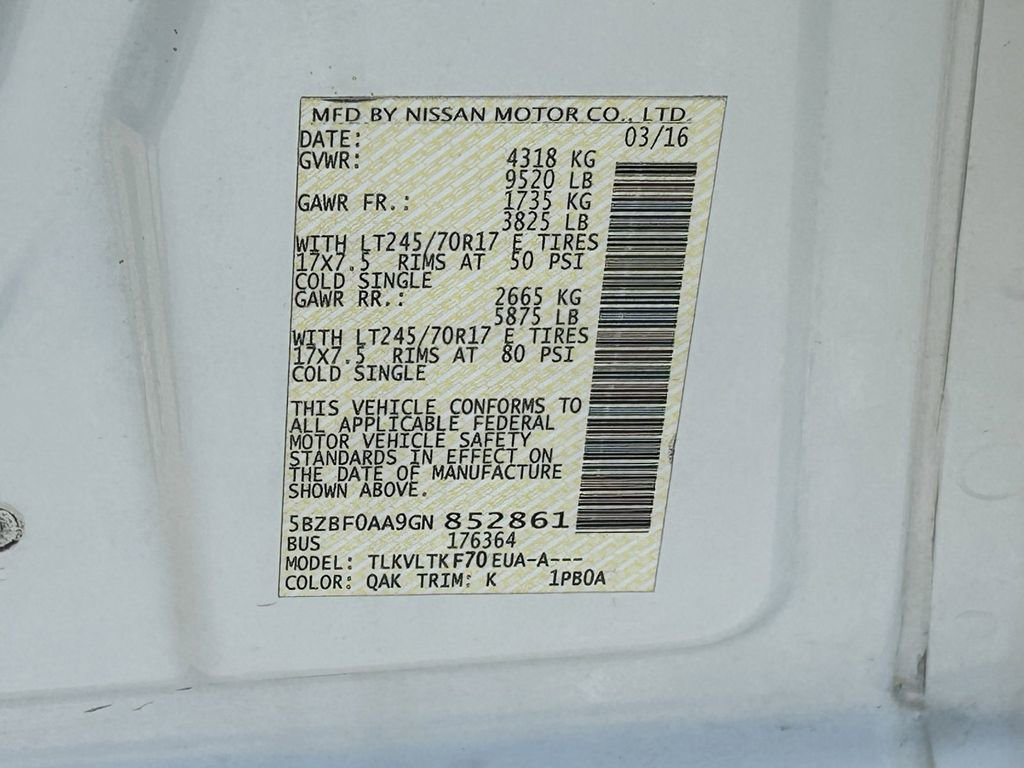 MFD BY NISSAN MOTOR CO., LTD.
DATE: 03/16
GVWR: 4318 KG
9520 LB
GAWR FR.: 1735 KG
3825 LB
WITH LT245/70R17 E TIRES
17X7.5 RIMS AT 50 PSI
COLD SINGLE
GAWR RR.: 2665 KG
5875 LB
WITH LT245/70R17 E TIRES
17X7.5 RIMS AT 80 PSI
COLD SINGLE
THIS VEHICLE CONFORMS TO
ALL APPLICABLE FEDERAL
MOTOR VEHICLE SAFETY
STANDARDS IN EFFECT ON
THE DATE OF MANUFACTURE
SHOWN ABOVE.
5BZBF0AA9GN 852861
BUS 176364
MODEL: TLKVLTKF70EUA-A---
COLOR: QAK TRIM: K 1PB0A